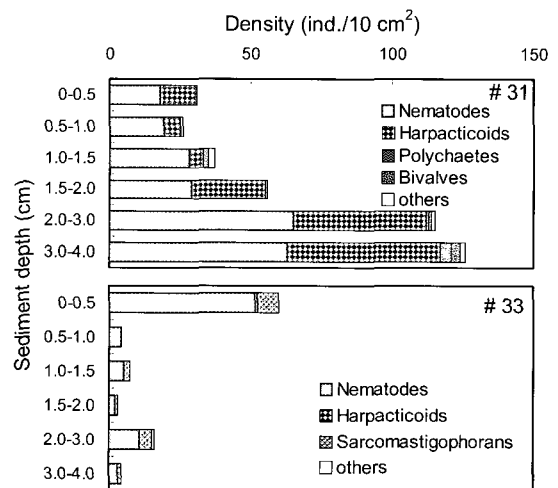 Density (ind./10 cm²)
0 50 100 150
Sediment depth (cm)
# 31
0-0.5
0.5-1.0
1.0-1.5
1.5-2.0
2.0-3.0
3.0-4.0
Nematodes
Harpacticoids
Polychaetes
Bivalves
others
# 33
0-0.5
0.5-1.0
1.0-1.5
1.5-2.0
2.0-3.0
3.0-4.0
Nematodes
Harpacticoids
Sarcomastigophorans
others